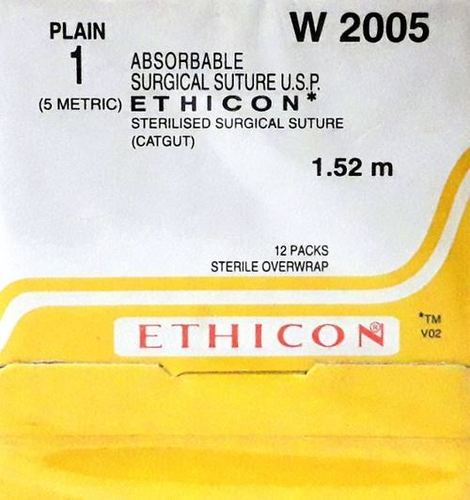 PLAIN
1
(5 METRIC)
W 2005
ABSORBABLE
SURGICAL SUTURE U.S.P.
ETHICON*
STERILISED SURGICAL SUTURE
(CATGUT)
1.52 m
12 PACKS
STERILE OVERWRAP
ETHICON®
*TM
V02